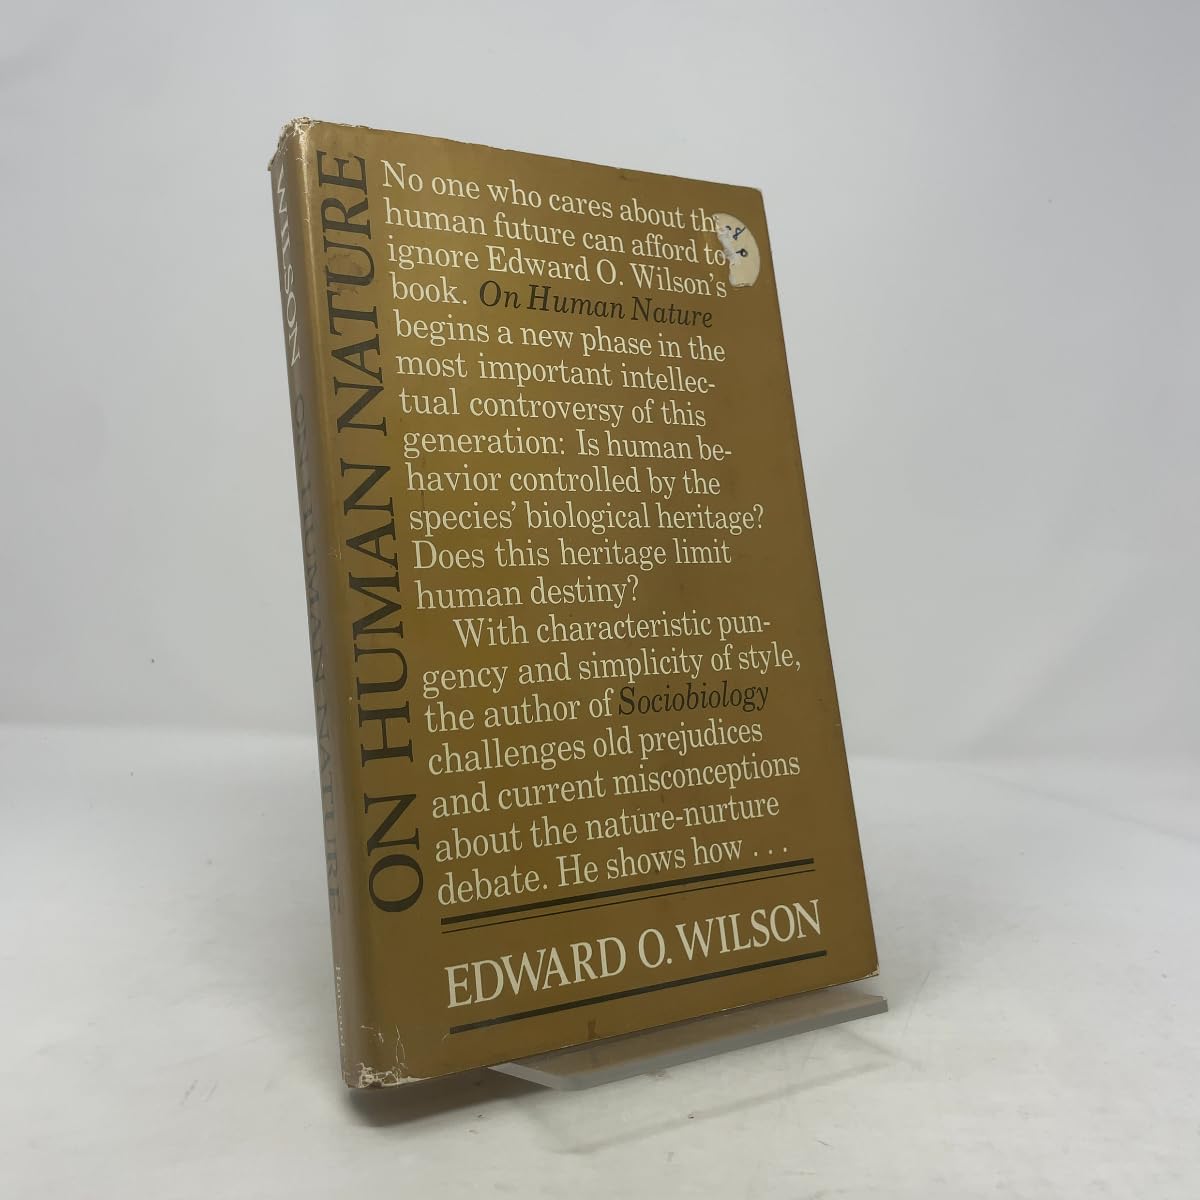 WILSON ON HUMAN NATURE Harvard
ON HUMAN NATURE
No one who cares about the
human future can afford to
ignore Edward O. Wilson's
book. On Human Nature
begins a new phase in the
most important intellec-
tual controversy of this
generation: Is human be-
havior controlled by the
species' biological heritage?
Does this heritage limit
human destiny?
With characteristic pun-
gency and simplicity of style,
the author of Sociobiology
challenges old prejudices
and current misconceptions
about the nature-nurture
debate. He shows how . . .
EDWARD O. WILSON